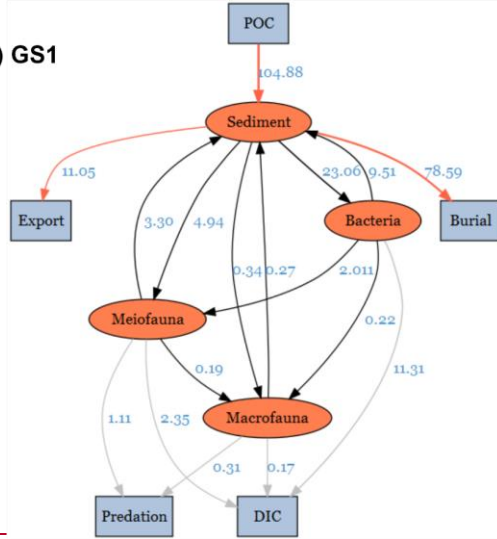 POC
) GS1
104.88
Sediment
11.05
3.30
4.94
23.06
9.51
78.59
Export
Bacteria
Burial
0.34
0.27
2.011
Meiofauna
0.22
0.19
11.31
Macrofauna
1.11
2.35
0.31
0.17
Predation
DIC